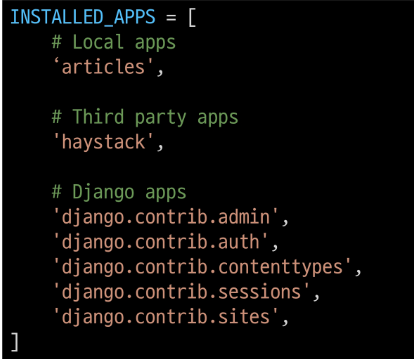 INSTALLED_APPS = [
    # Local apps
    ‘articles',

    # Third party apps
    'haystack',

    # Django apps
    'django.contrib.admin',
    'django.contrib.auth',
    'django.contrib.contenttypes',
    'django.contrib.sessions',
    'django.contrib.sites',
]